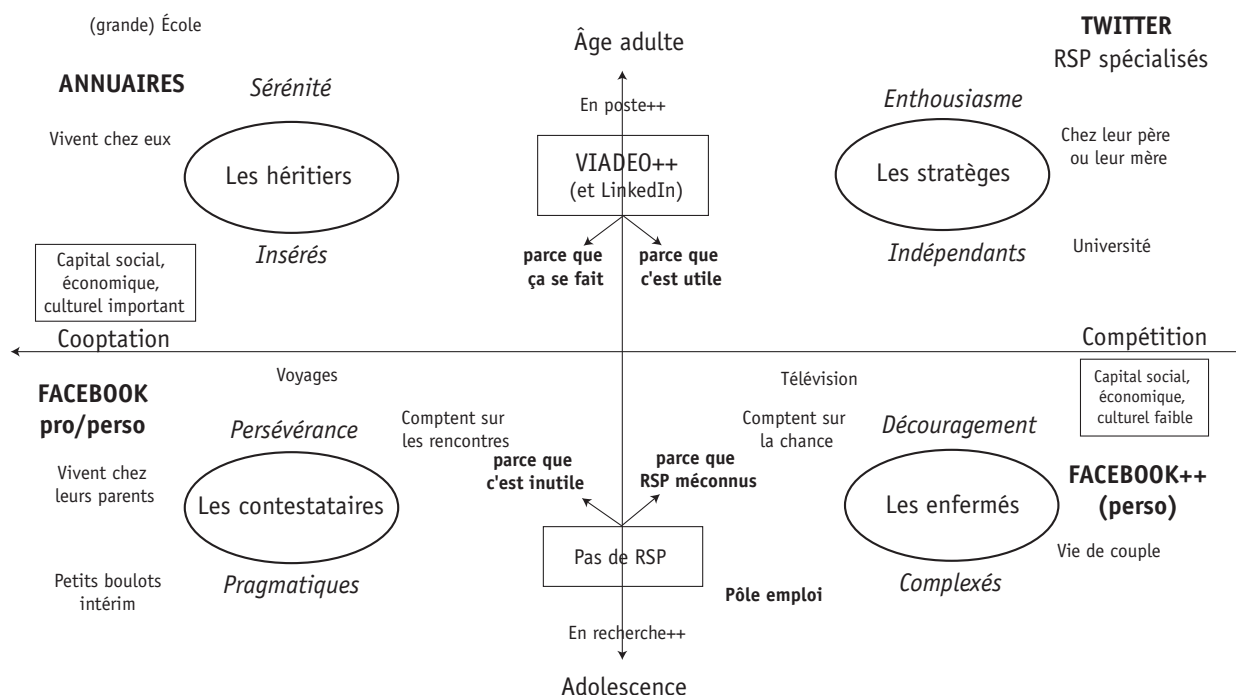 (grande) École
Âge adulte
TWITTER
RSP spécialisés
ANNUAIRES
Sérénité
En poste++
Enthousiasme
Vivent chez eux
Les héritiers
VIADEO++
(et LinkedIn)
Les stratèges
Chez leur père
ou leur mère
Insérés
parce que
ça se fait
parce que
c'est utile
Indépendants
Université
Capital social,
économique,
culturel important
Cooptation
Compétition
Voyages
Télévision
Capital social,
économique,
culturel faible
FACEBOOK
pro/perso
Persévérance
Comptent sur
les rencontres
Comptent sur
la chance
Découragement
parce que
c'est inutile
parce que
RSP méconnus
Vivent chez
leurs parents
Les contestataires
Les enfermés
FACEBOOK++
(perso)
Pas de RSP
Vie de couple
Petits boulots
intérim
Pragmatiques
Pôle emploi
Complexés
En recherche++
Adolescence